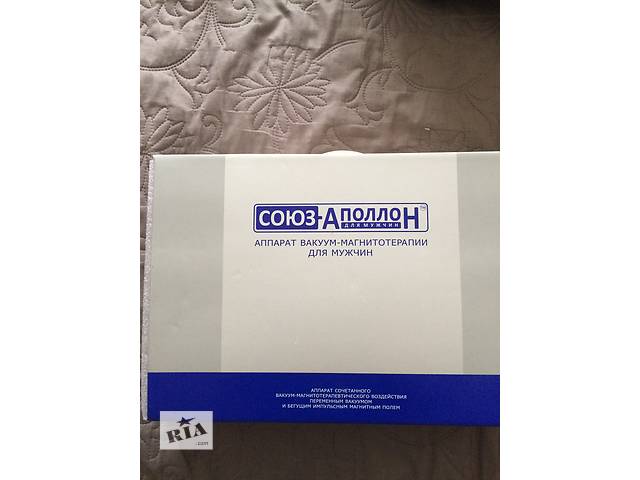 СОЮЗ-АПОЛЛОН™
ДЛЯ МУЖЧИН
АППАРАТ ВАКУУМ-МАГНИТОТЕРАПИИ
ДЛЯ МУЖЧИН
АППАРАТ СОЧЕТАННОГО
ВАКУУМ-МАГНИТОТЕРАПЕВТИЧЕСКОГО ВОЗДЕЙСТВИЯ
ПЕРЕМЕННЫМ ВАКУУМОМ
И БЕГУЩИМ ИМПУЛЬСНЫМ МАГНИТНЫМ ПОЛЕМ
RIA
.com